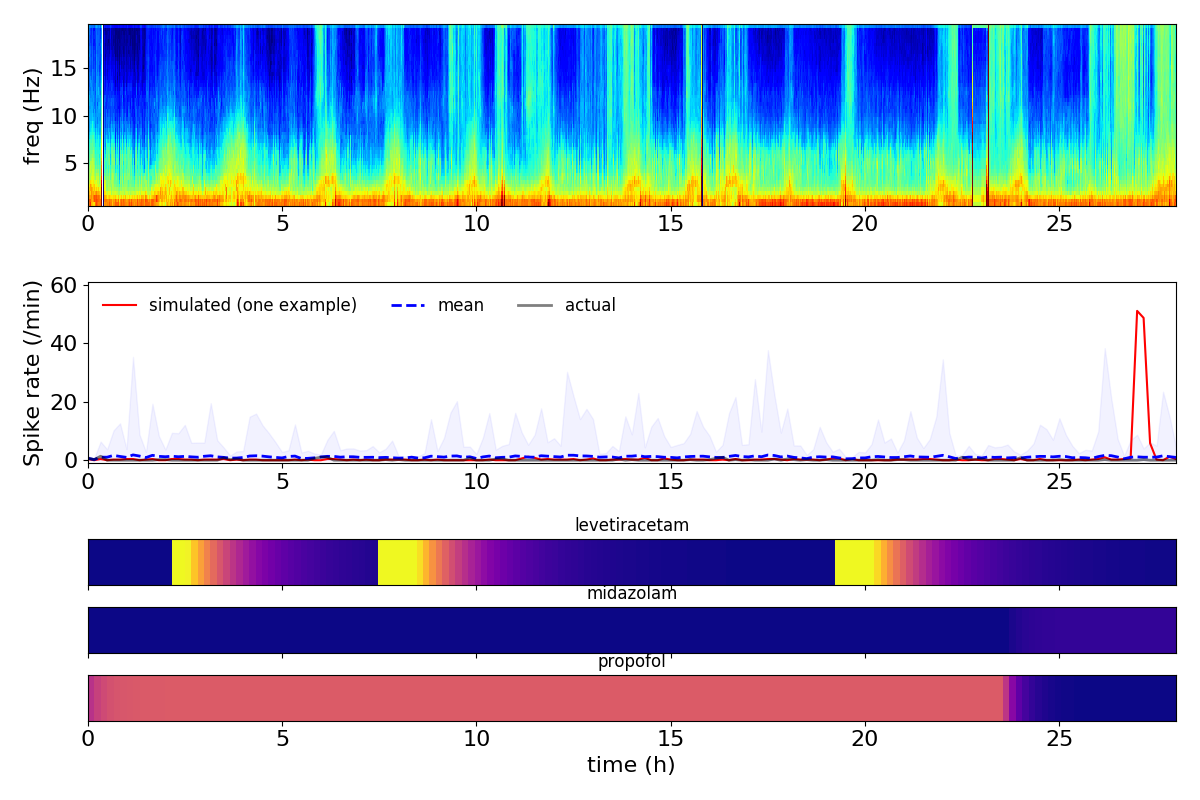 freq (Hz)
15
10
5
0 5 10 15 20 25
Spike rate (/min)
60
40
20
0
simulated (one example) mean actual
0 5 10 15 20 25
levetiracetam
midazolam
propofol
0 5 10 15 20 25
time (h)